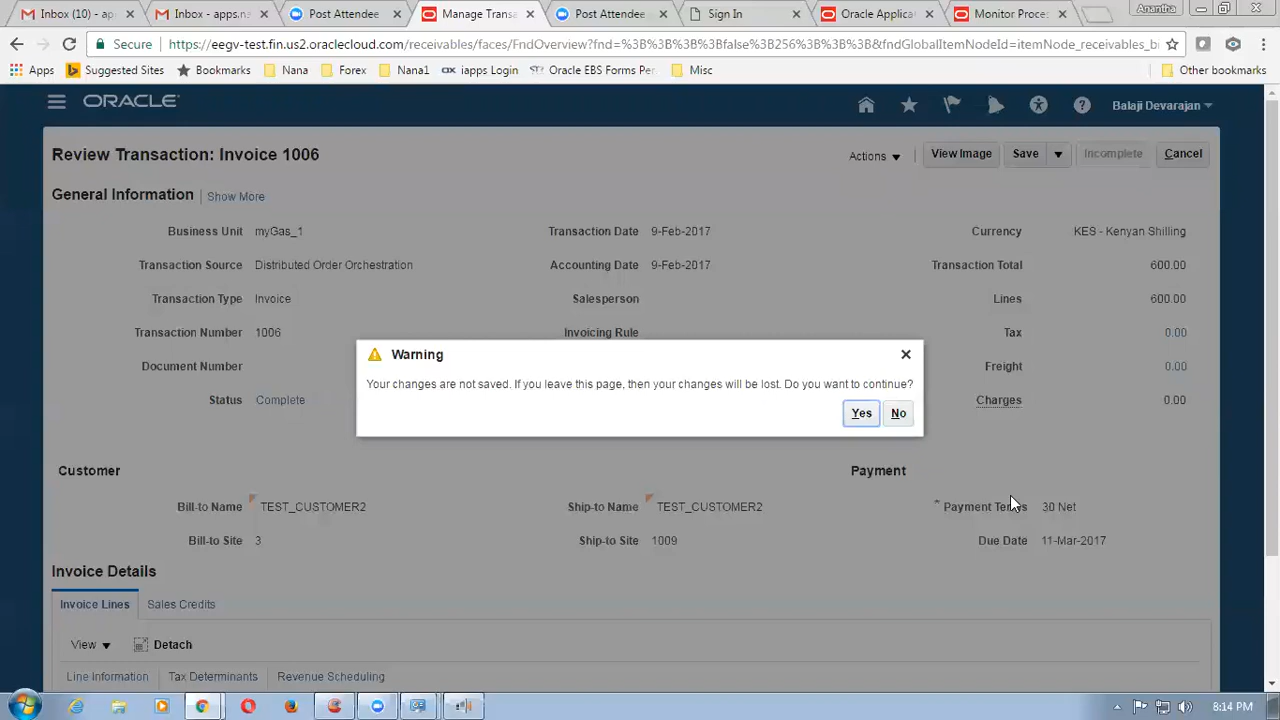 Inbox (10) - ap
Inbox - apps.na
Post Attendee
Manage Transa
Post Attendee
Sign In
Oracle Applicat
Monitor Proces
Anantha
Secure
https://eegv-test.fin.us2.oraclecloud.com/receivables/faces/FndOverview?fnd=%3B%3B%3B%3Bfalse%3B256%3B%3B%3B&fndGlobalItemNodeId=itemNode_receivables_bi
Apps
Suggested Sites
Bookmarks
Nana
Forex
Nana1
iapps Login
Oracle EBS Forms Per
Misc
Other bookmarks
ORACLE
Balaji Devarajan
Review Transaction: Invoice 1006
Actions
View Image
Save
Incomplete
Cancel
General Information
Show More
Business Unit myGas_1
Transaction Date 9-Feb-2017
Currency KES - Kenyan Shilling
Transaction Source Distributed Order Orchestration
Accounting Date 9-Feb-2017
Transaction Total 600.00
Transaction Type Invoice
Salesperson
Lines 600.00
Transaction Number 1006
Invoicing Rule
Tax 0.00
Document Number
Freight 0.00
Status Complete
Charges 0.00
Warning
Your changes are not saved. If you leave this page, then your changes will be lost. Do you want to continue?
Yes
No
Customer
Payment
Bill-to Name TEST_CUSTOMER2
Ship-to Name TEST_CUSTOMER2
* Payment Terms 30 Net
Bill-to Site 3
Ship-to Site 1009
Due Date 11-Mar-2017
Invoice Details
Invoice Lines
Sales Credits
View
Detach
Line Information
Tax Determinants
Revenue Scheduling
8:14 PM